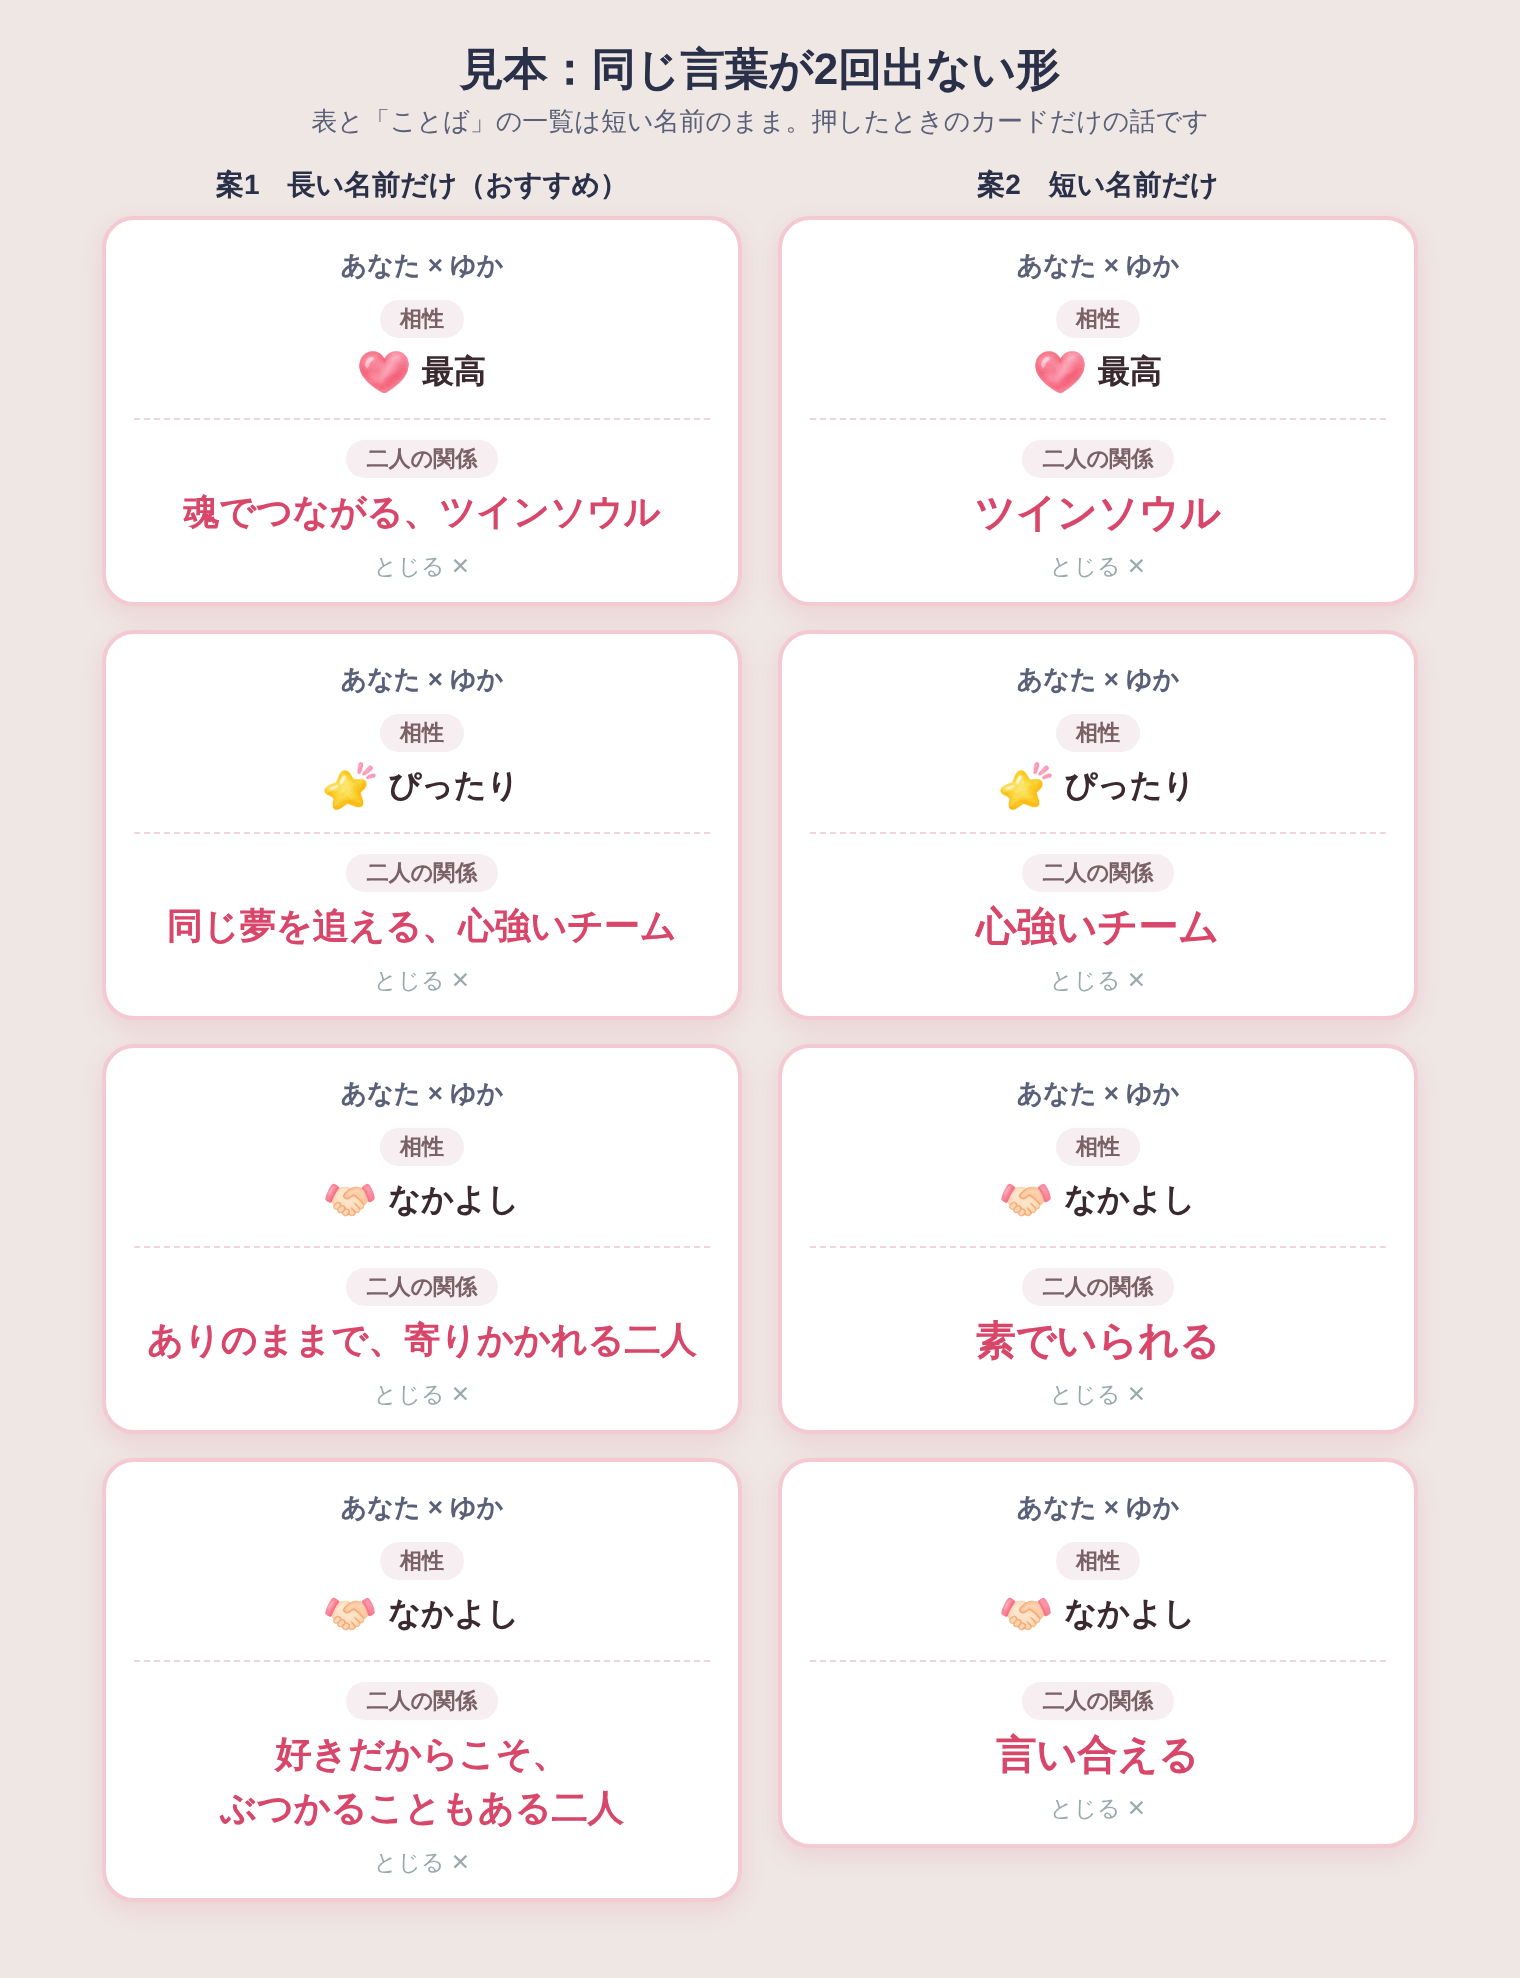 見本：同じ言葉が2回出ない形
表と「ことば」の一覧は短い名前のまま。押したときのカードだけの話です
案1　長い名前だけ（おすすめ）
あなた × ゆか
相性
最高
二人の関係
魂でつながる、ツインソウル
とじる ✕
あなた × ゆか
相性
ぴったり
二人の関係
同じ夢を追える、心強いチーム
とじる ✕
あなた × ゆか
相性
なかよし
二人の関係
ありのままで、寄りかかれる二人
とじる ✕
あなた × ゆか
相性
なかよし
二人の関係
好きだからこそ、
ぶつかることもある二人
とじる ✕
案2　短い名前だけ
あなた × ゆか
相性
最高
二人の関係
ツインソウル
とじる ✕
あなた × ゆか
相性
ぴったり
二人の関係
心強いチーム
とじる ✕
あなた × ゆか
相性
なかよし
二人の関係
素でいられる
とじる ✕
あなた × ゆか
相性
なかよし
二人の関係
言い合える
とじる ✕